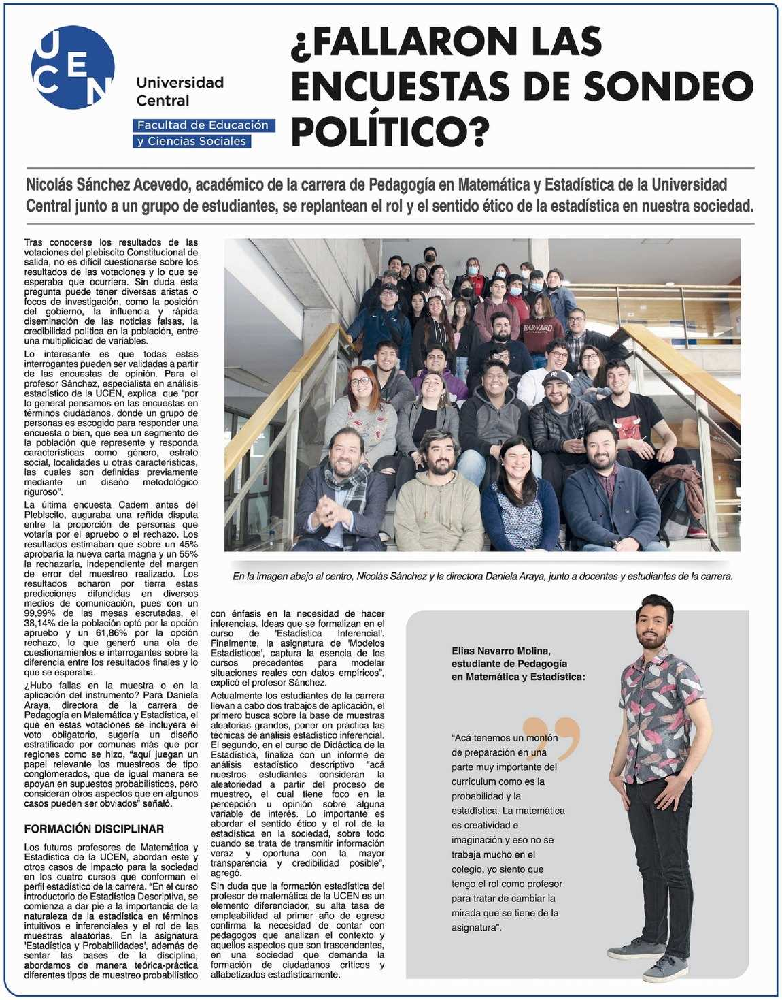 UCEN
Universidad
Central
Facultad de Educación
y Ciencias Sociales
¿FALLARON LAS
ENCUESTAS DE SONDEO
POLÍTICO?
Nicolás Sánchez Acevedo, académico de la carrera de Pedagogía en Matemática y Estadística de la Universidad
Central junto a un grupo de estudiantes, se replantean el rol y el sentido ético de la estadística en nuestra sociedad.
Tras conocerse los resultados de las
votaciones del plebiscito Constitucional de
salida, no es difícil cuestionarse sobre los
resultados de las votaciones y lo que se
esperaba que ocurriera. Sin duda esta
pregunta puede tener diversas aristas o
focos de investigación, como la posición
del gobierno, la influencia y rápida
diseminación de las noticias falsas, la
credibilidad política en la población, entre
una multiplicidad de variables.
Lo interesante es que todas estas
interrogantes pueden ser validadas a partir
de las encuestas de opinión. Para el
profesor Sánchez, especialista en análisis
estadístico de la UCEN, explica que “por
lo general pensamos en las encuestas en
términos ciudadanos, donde un grupo de
personas es escogido para responder una
encuesta o bien, que sea un segmento de
la población que represente y responda
características como género, estrato
social, localidades u otras características,
las cuales son definidas previamente
mediante un diseño metodológico
riguroso”.
La última encuesta Cadem antes del
Plebiscito, auguraba una reñida disputa
entre la proporción de personas que
votaría por el apruebo o el rechazo. Los
resultados estimaban que sobre un 45%
aprobaría la nueva carta magna y un 55%
la rechazaría, independiente del margen
de error del muestreo realizado. Los
resultados echaron por tierra estas
predicciones difundidas en diversos
medios de comunicación, pues con un
99,99% de las mesas escrutadas, el
38,14% de la población optó por la opción
apruebo y un 61,86% por la opción
rechazo, lo que generó una ola de
cuestionamientos e interrogantes sobre la
diferencia entre los resultados finales y lo
que se esperaba.
¿Hubo fallas en la muestra o en la
aplicación del instrumento? Para Daniela
Araya, directora de la carrera de
Pedagogía en Matemática y Estadística, el
que en estas votaciones se incluyera el
voto obligatorio, sugería un diseño
estratificado por comunas más que por
regiones como se hizo, “aquí juegan un
papel relevante los muestreos de tipo
conglomerados, que de igual manera se
apoyan en supuestos probabilísticos, pero
consideran otros aspectos que en algunos
casos pueden ser obviados” señaló.
FORMACIÓN DISCIPLINAR
Los futuros profesores de Matemática y
Estadística de la UCEN, abordan este y
otros casos de impacto para la sociedad
en los cuatro cursos que conforman el
perfil estadístico de la carrera. “En el curso
introductorio de Estadística Descriptiva, se
comienza a dar pie a la importancia de la
naturaleza de la estadística en términos
intuitivos e inferenciales y el rol de las
muestras aleatorias. En la asignatura
'Estadística y Probabilidades', además de
sentar las bases de la disciplina,
abordamos de manera teórica-práctica
diferentes tipos de muestreo probabilístico
HARVARD
UNIVERSITY
En la imagen abajo al centro, Nicolás Sánchez y la directora Daniela Araya, junto a docentes y estudiantes de la carrera.
con énfasis en la necesidad de hacer
inferencias. Ideas que se formalizan en el
curso de 'Estadística Inferencial'.
Finalmente, la asignatura de 'Modelos
Estadísticos', captura la esencia de los
cursos precedentes para modelar
situaciones reales con datos empíricos”,
explicó el profesor Sánchez.
Actualmente los estudiantes de la carrera
llevan a cabo dos trabajos de aplicación, el
primero busca sobre la base de muestras
aleatorias grandes, poner en práctica las
técnicas de análisis estadístico inferencial.
El segundo, en el curso de Didáctica de la
Estadística, finaliza con un informe de
análisis estadístico descriptivo “acá
nuestros estudiantes consideran la
aleatoriedad a partir del proceso de
muestreo, el cual tiene foco en la
percepción u opinión sobre alguna
variable de interés. Lo importante es
abordar el sentido ético y el rol de la
estadística en la sociedad, sobre todo
cuando se trata de transmitir información
veraz y oportuna con la mayor
transparencia y credibilidad posible”,
agregó.
Sin duda que la formación estadística del
profesor de matemática de la UCEN es un
elemento diferenciador, su alta tasa de
empleabilidad al primer año de egreso
confirma la necesidad de contar con
pedagogos que analizan el contexto y
aquellos aspectos que son trascendentes,
en una sociedad que demanda la
formación de ciudadanos críticos y
alfabetizados estadísticamente.
Elias Navarro Molina,
estudiante de Pedagogía
en Matemática y Estadística:
“Acá tenemos un montón
de preparación en una
parte muy importante del
currículum como es la
probabilidad y la
estadística. La matemática
es creatividad e
imaginación y eso no se
trabaja mucho en el
colegio, yo siento que
tengo el rol como profesor
para tratar de cambiar la
mirada que se tiene de la
asignatura”.